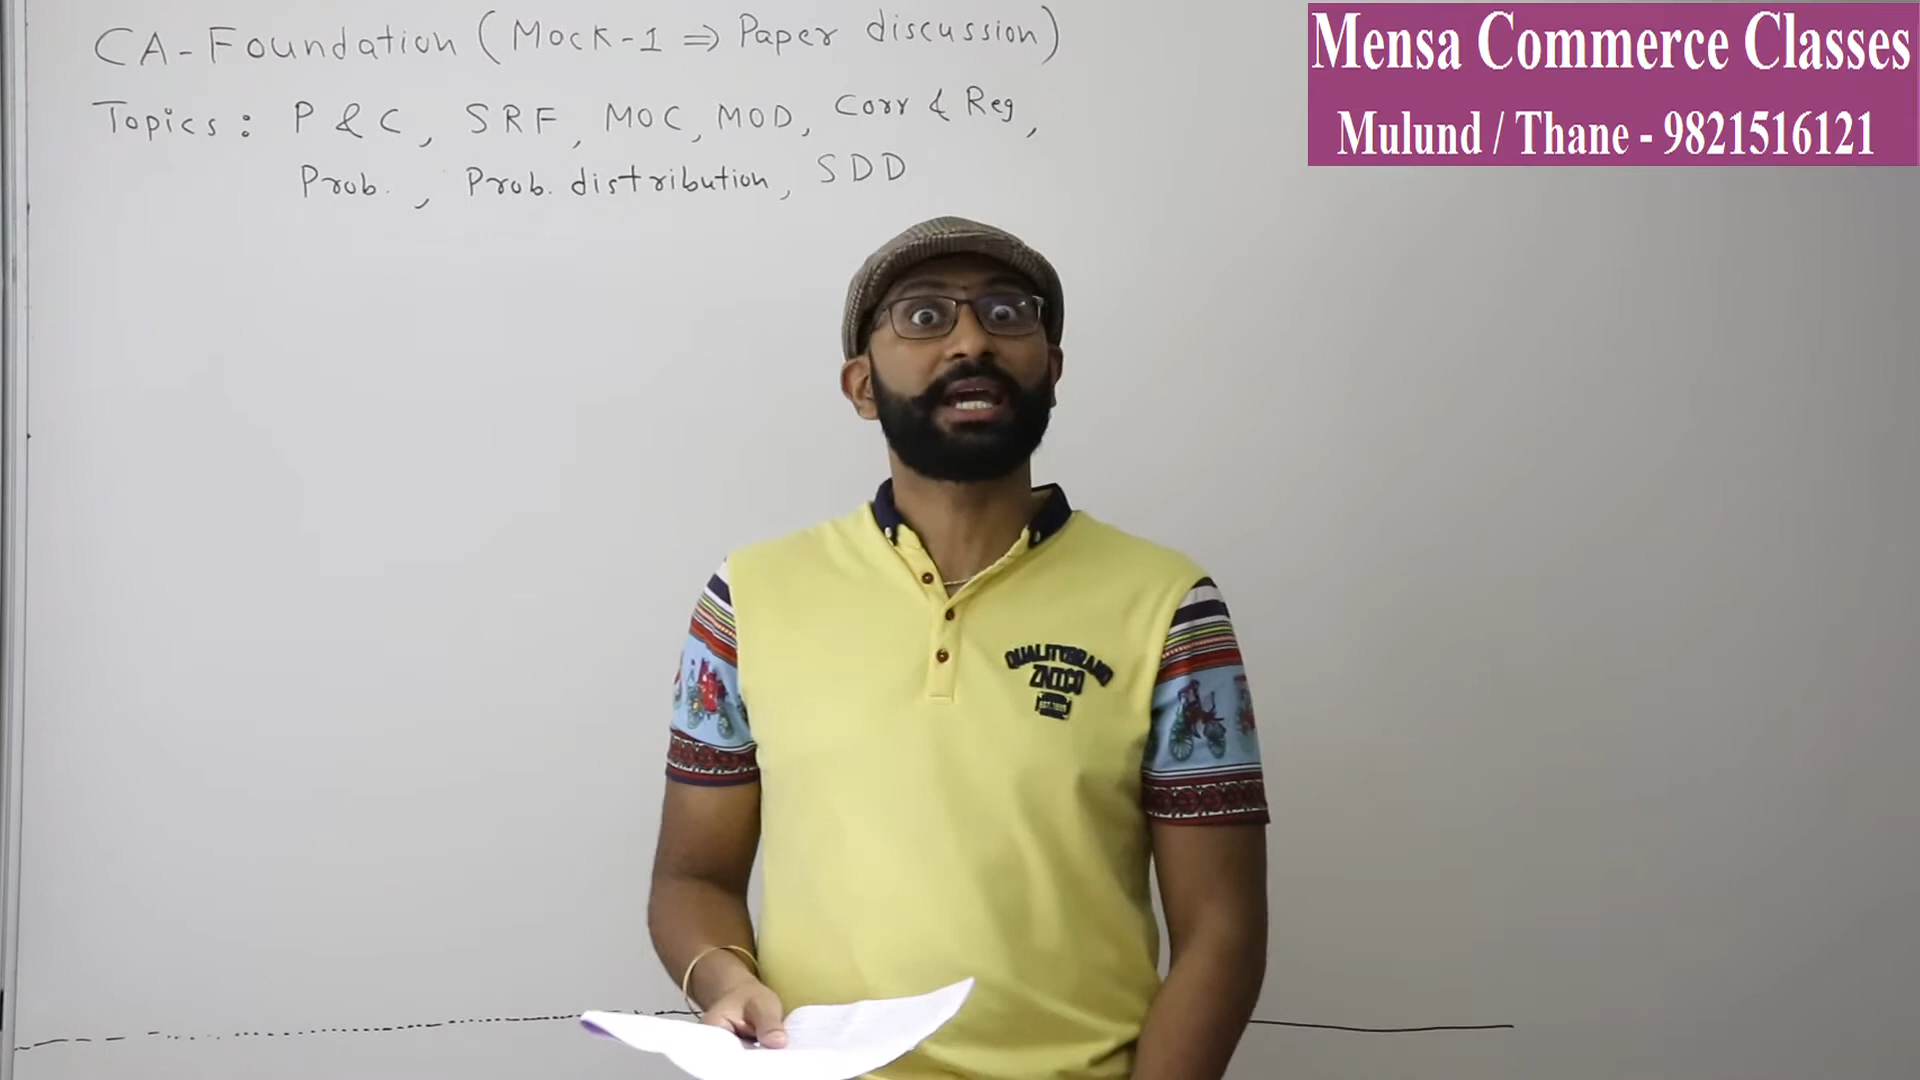 CA-Foundation (Mock-1 ⇒ Paper discussion)
Topics : P & C, SRF, MOC, MOD, Corr & Reg,
Prob., Prob. distribution, SDD
Mensa Commerce Classes
Mulund / Thane - 9821516121
QUALITYBRAND
ZNICO